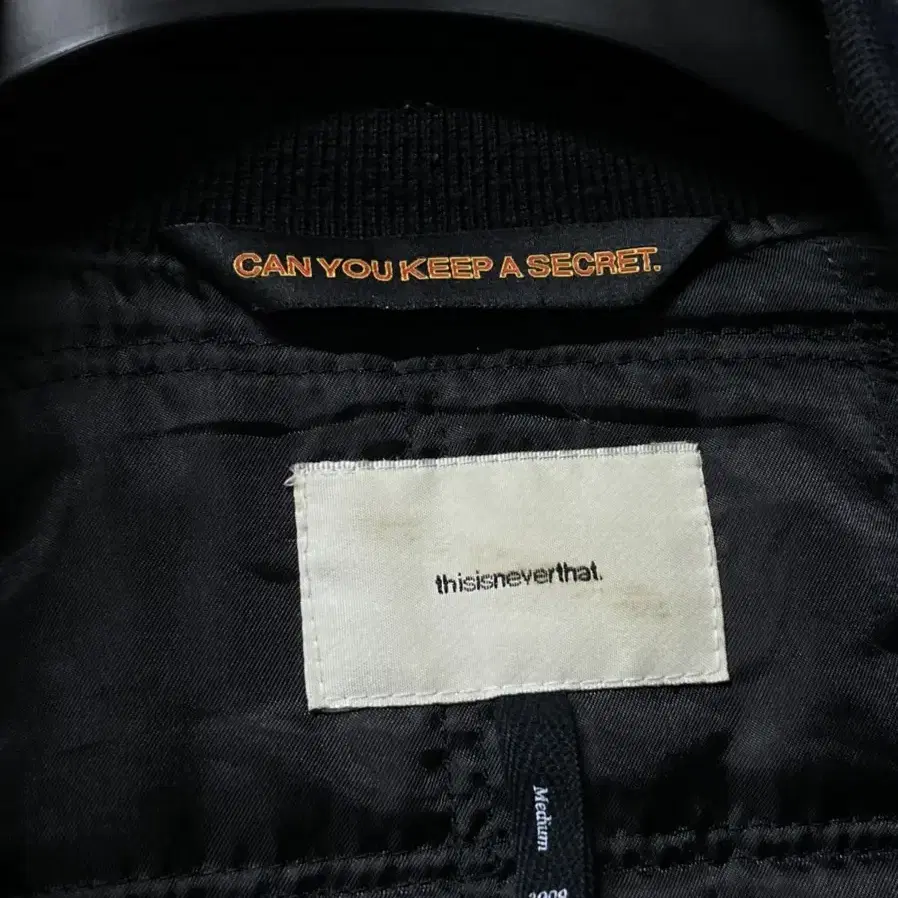 CAN YOU KEEP A SECRET.
thisisneverthat.
Medium